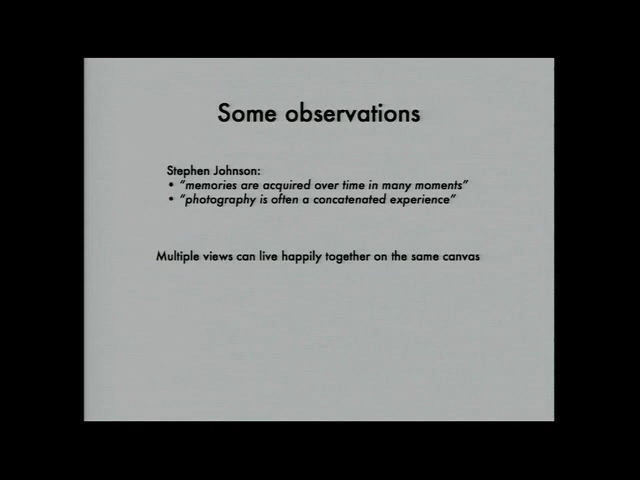 Some observations
Stephen Johnson:
• “memories are acquired over time in many moments”
• “photography is often a concatenated experience”
Multiple views can live happily together on the same canvas